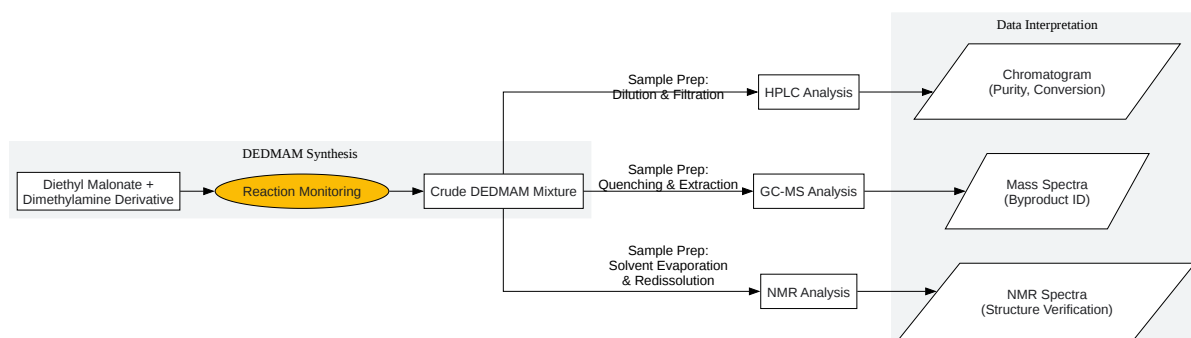 Data Interpretation
Sample Prep:
Dilution & Filtration
HPLC Analysis
Chromatogram
(Purity, Conversion)
DEDMAM Synthesis
Diethyl Malonate +
Dimethylamine Derivative
Reaction Monitoring
Crude DEDMAM Mixture
Sample Prep:
Quenching & Extraction
GC-MS Analysis
Mass Spectra
(Byproduct ID)
Sample Prep:
Solvent Evaporation
& Redissolution
NMR Analysis
NMR Spectra
(Structure Verification)